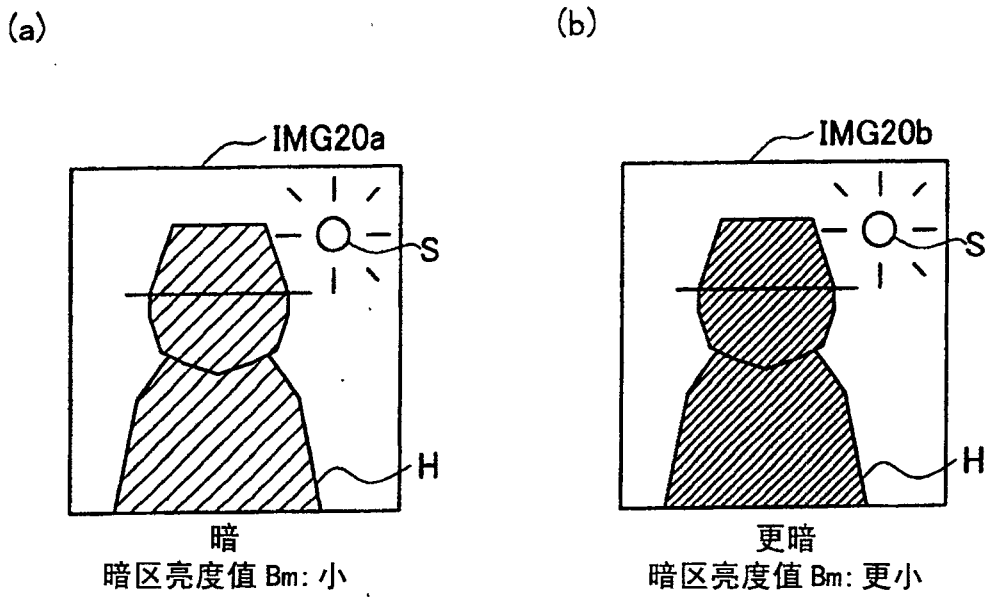 (a)
IMG20a
S
H
暗
暗区亮度值 Bm: 小
(b)
IMG20b
S
H
更暗
暗区亮度值 Bm: 更小